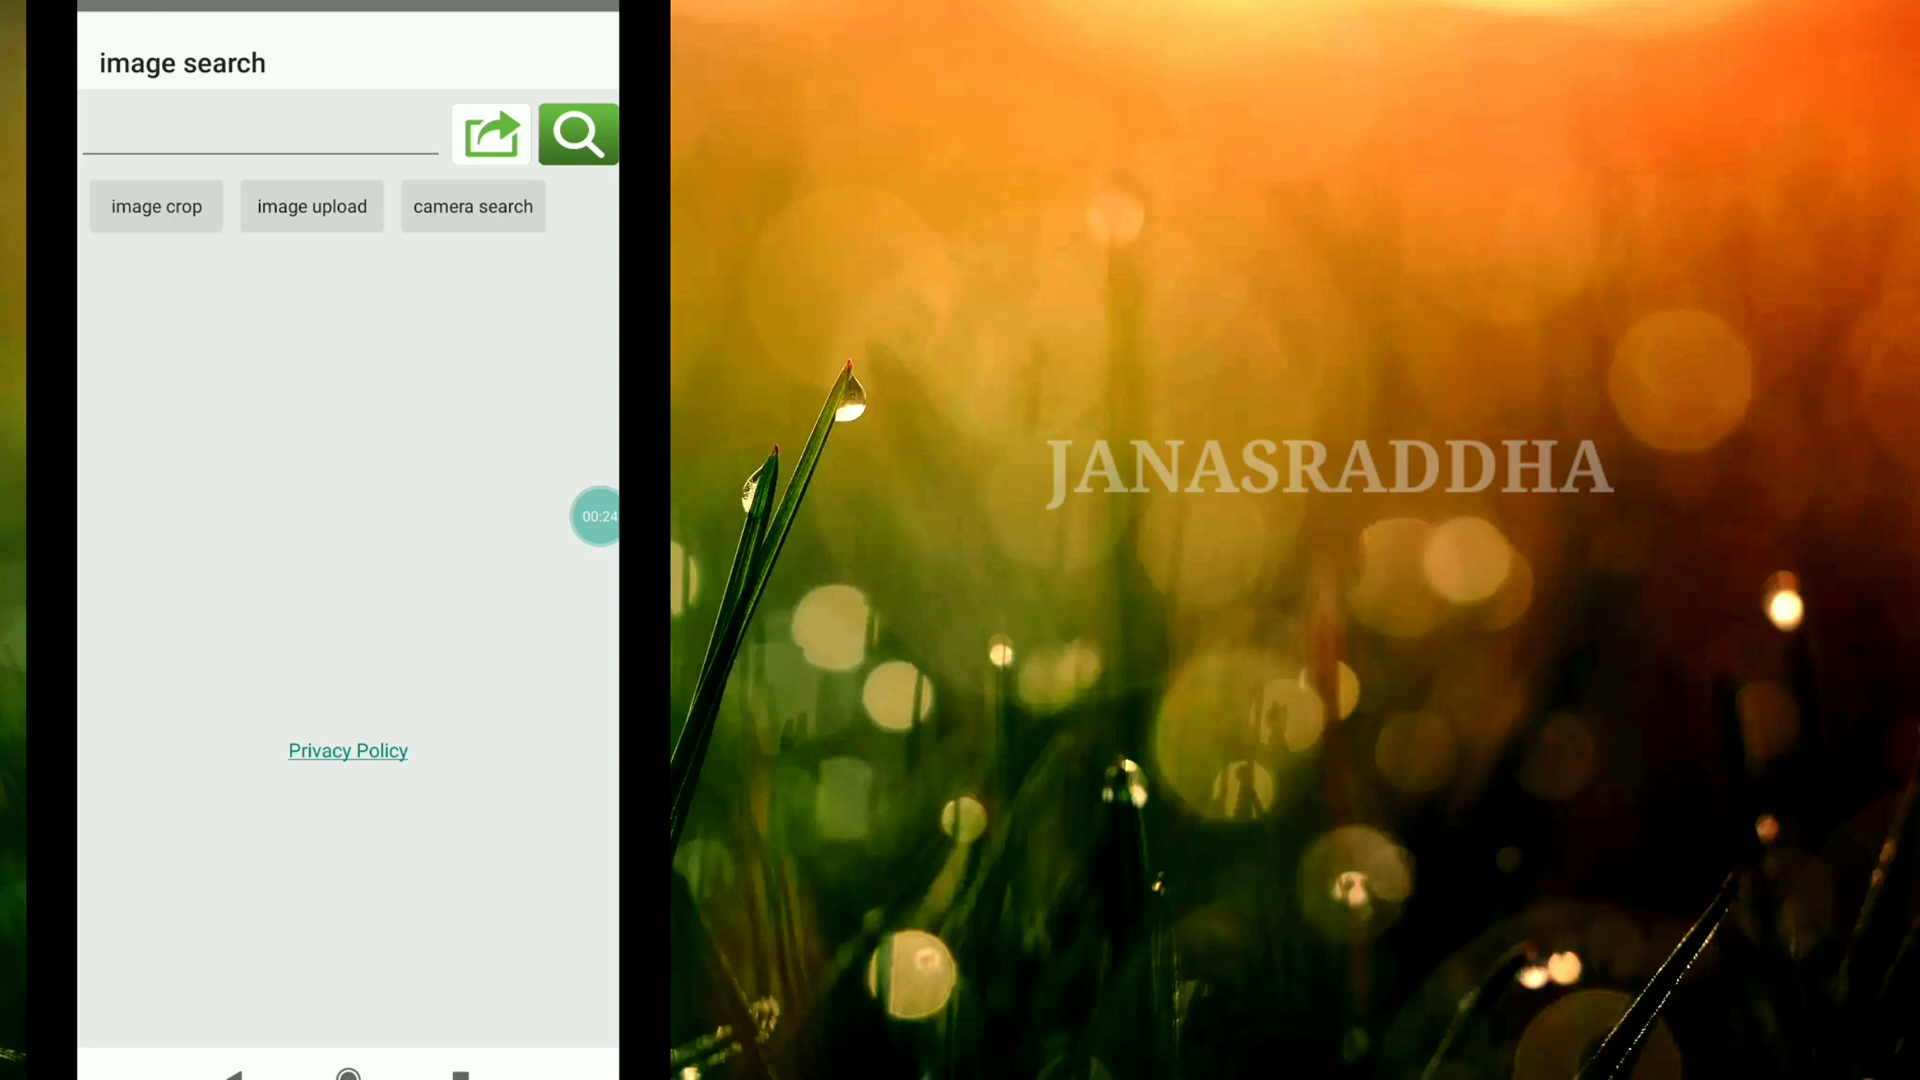 image search
image crop
image upload
camera search
00:24
Privacy Policy
JANASRADDHA